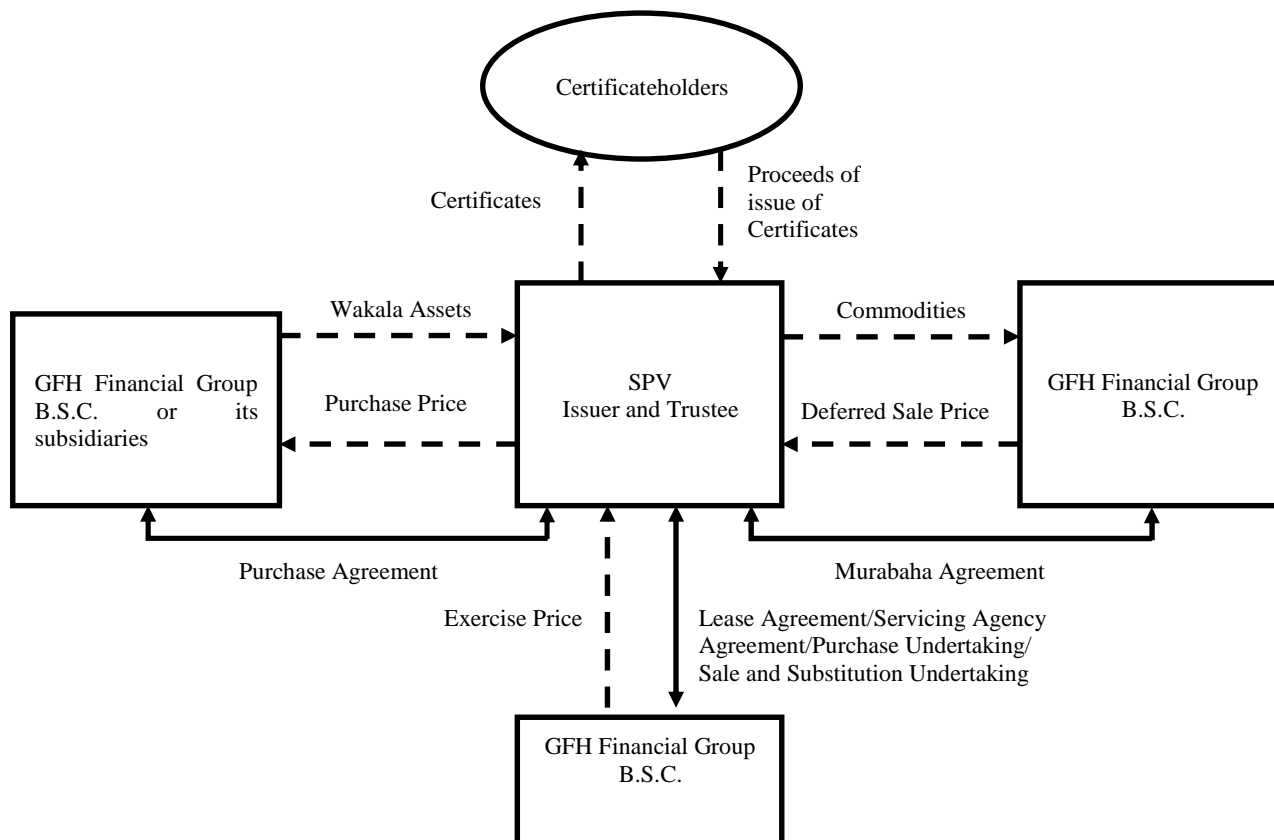 Certificateholders
Certificates
Proceeds of
issue of
Certificates
Wakala Assets
Commodities
GFH Financial Group
B.S.C. or its
subsidiaries
Purchase Price
SPV
Issuer and Trustee
Deferred Sale Price
GFH Financial Group
B.S.C.
Purchase Agreement
Murabaha Agreement
Exercise Price
Lease Agreement/Servicing Agency
Agreement/Purchase Undertaking/
Sale and Substitution Undertaking
GFH Financial Group
B.S.C.